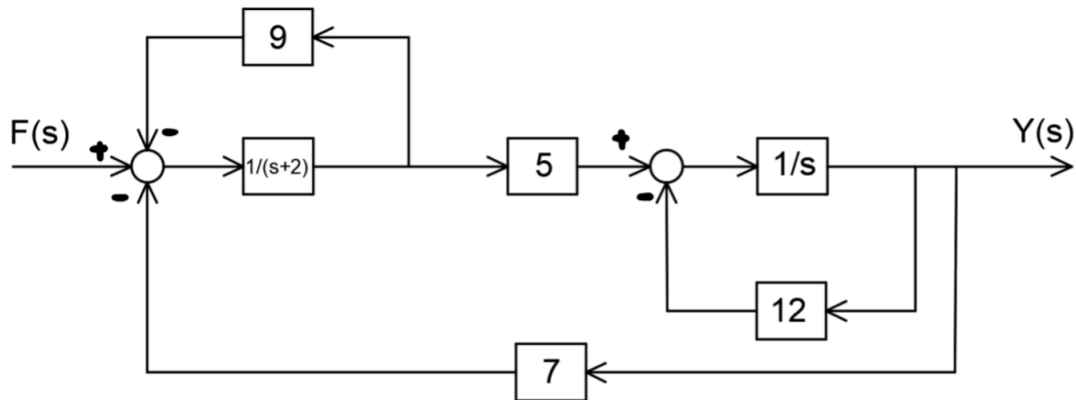 9
F(s)
+
-
-
1/(s+2)
5
+
-
1/s
Y(s)
12
7